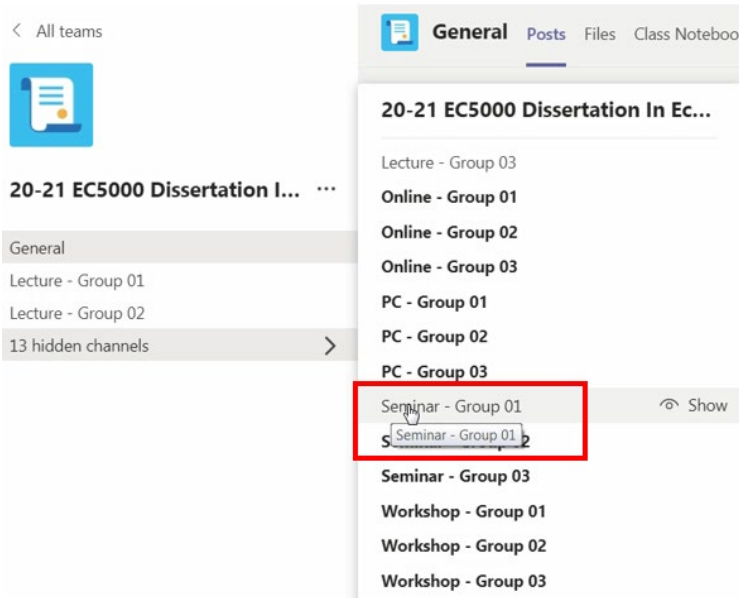 All teams
20-21 EC5000 Dissertation I... ...
General
Lecture - Group 01
Lecture - Group 02
13 hidden channels
General Posts Files Class Noteboo
20-21 EC5000 Dissertation In Ec...
Lecture - Group 03
Online - Group 01
Online - Group 02
Online - Group 03
PC - Group 01
PC - Group 02
PC - Group 03
Seminar - Group 01 Show
Seminar - Group 01
2
Seminar - Group 03
Workshop - Group 01
Workshop - Group 02
Workshop - Group 03